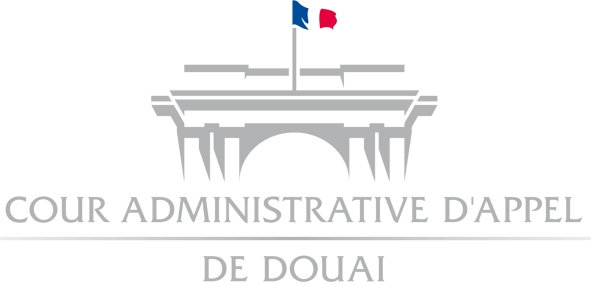 COUR ADMINISTRATIVE D'APPEL
DE DOUAI